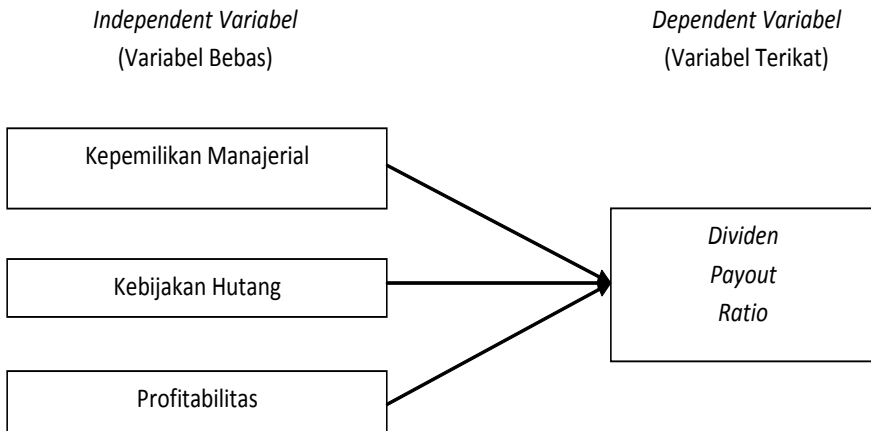 Independent Variabel
(Variabel Bebas)
Dependent Variabel
(Variabel Terikat)
Kepemilikan Manajerial
Kebijakan Hutang
Profitabilitas
Dividen
Payout
Ratio